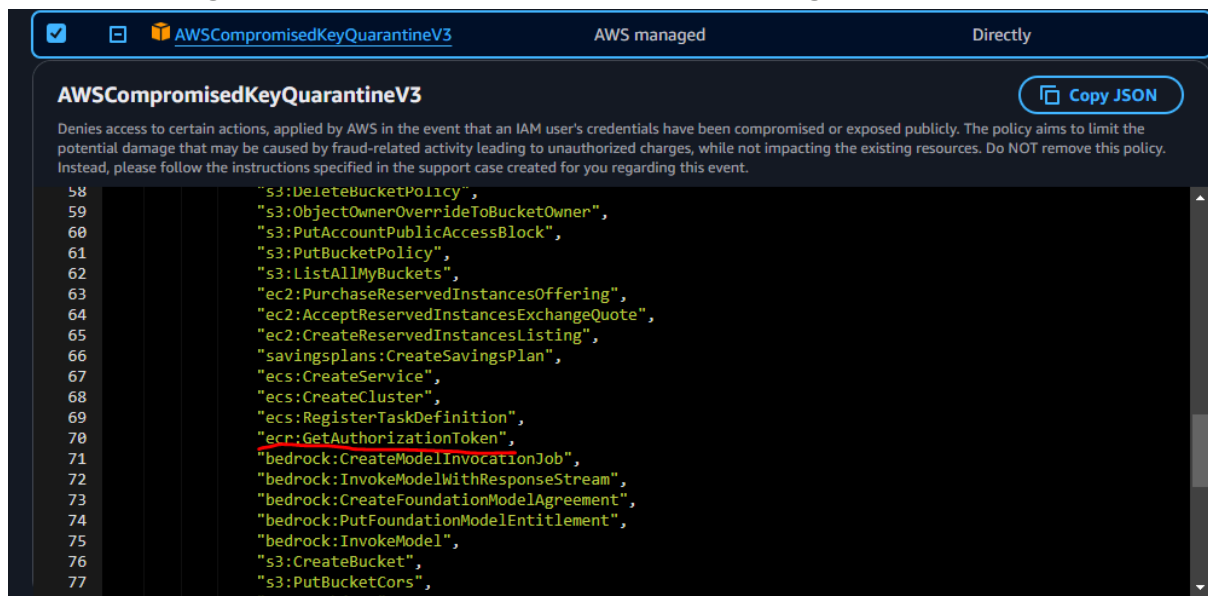 AWSCompromisedKeyQuarantineV3 AWS managed Directly
AWSCompromisedKeyQuarantineV3 Copy JSON
Denies access to certain actions, applied by AWS in the event that an IAM user's credentials have been compromised or exposed publicly. The policy aims to limit the
potential damage that may be caused by fraud-related activity leading to unauthorized charges, while not impacting the existing resources. Do NOT remove this policy.
Instead, please follow the instructions specified in the support case created for you regarding this event.
58 "s3:DeleteBucketPolicy",
59 "s3:ObjectOwnerOverrideToBucketOwner",
60 "s3:PutAccountPublicAccessBlock",
61 "s3:PutBucketPolicy",
62 "s3:ListAllMyBuckets",
63 "ec2:PurchaseReservedInstancesOffering",
64 "ec2:AcceptReservedInstancesExchangeQuote",
65 "ec2:CreateReservedInstancesListing",
66 "savingsplans:CreateSavingsPlan",
67 "ecs:CreateService",
68 "ecs:CreateCluster",
69 "ecs:RegisterTaskDefinition",
70 "ecr:GetAuthorizationToken",
71 "bedrock:CreateModelInvocationJob",
72 "bedrock:InvokeModelWithResponseStream",
73 "bedrock:CreateFoundationModelAgreement",
74 "bedrock:PutFoundationModelEntitlement",
75 "bedrock:InvokeModel",
76 "s3:CreateBucket",
77 "s3:PutBucketCors",